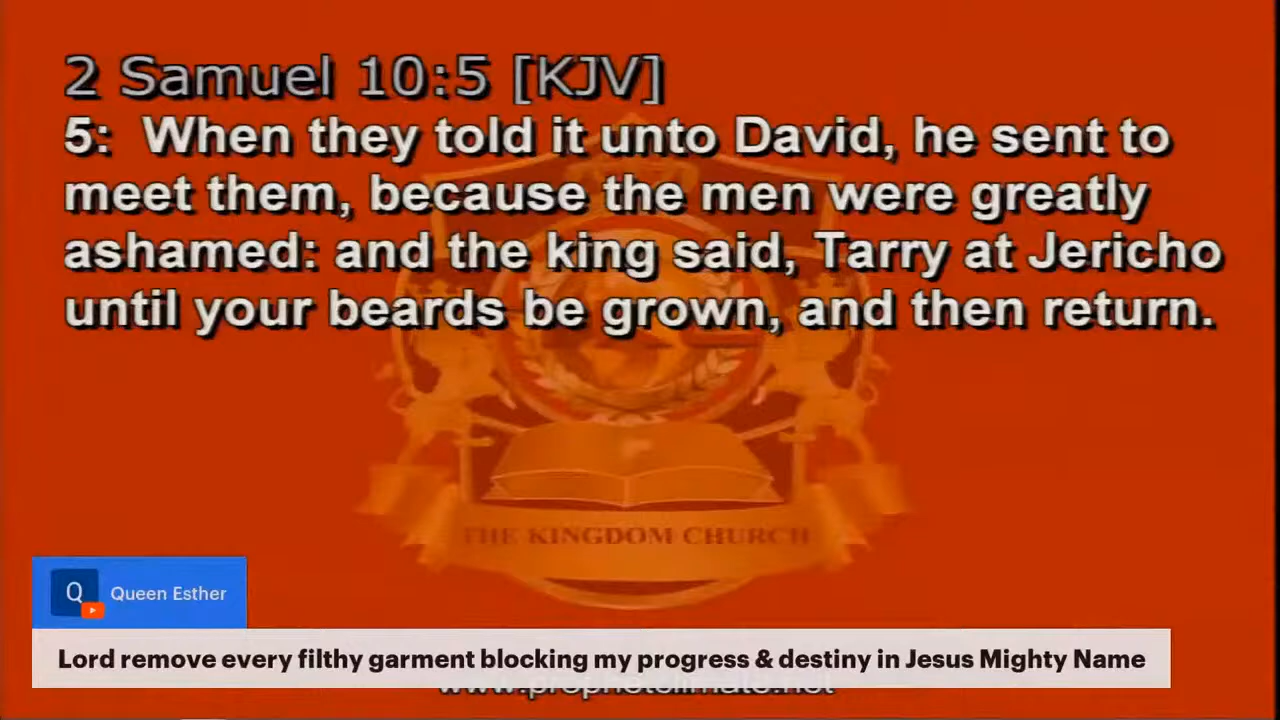 2 Samuel 10:5 [KJV]
5: When they told it unto David, he sent to
meet them, because the men were greatly
ashamed: and the king said, Tarry at Jericho
until your beards be grown, and then return.
THE KINGDOM CHURCH
Q
Queen Esther
Lord remove every filthy garment blocking my progress & destiny in Jesus Mighty Name